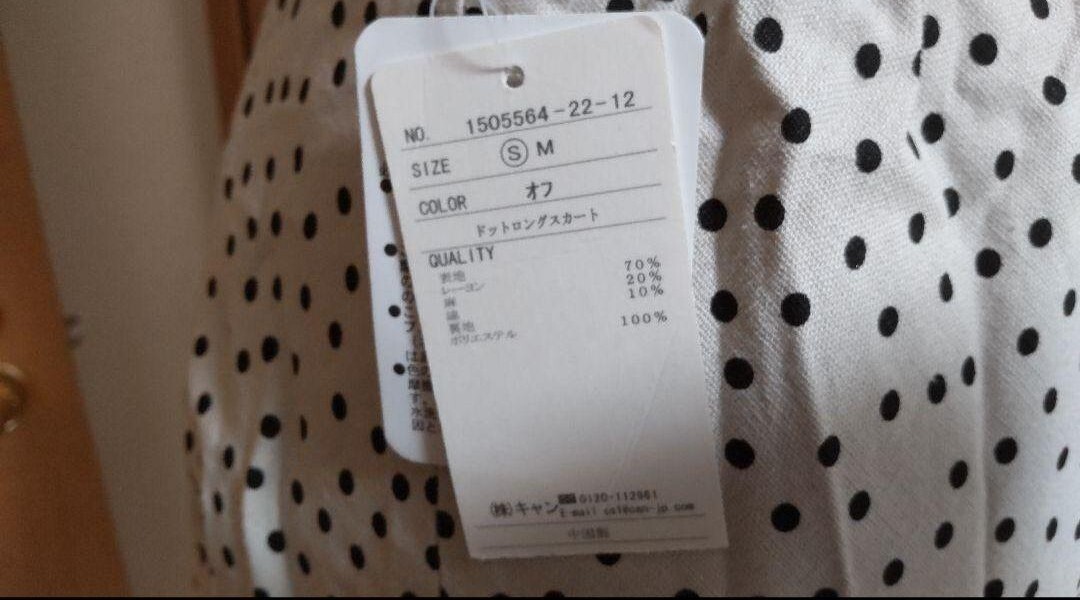 NO. 1505564-22-12
SIZE Ⓢ M
COLOR オフ
ドットロングスカート
QUALITY
表地
レーヨン 70%
麻 20%
綿 10%
裏地
ポリエステル 100%
㈱キャン 0120-112961
E-mail
中国製